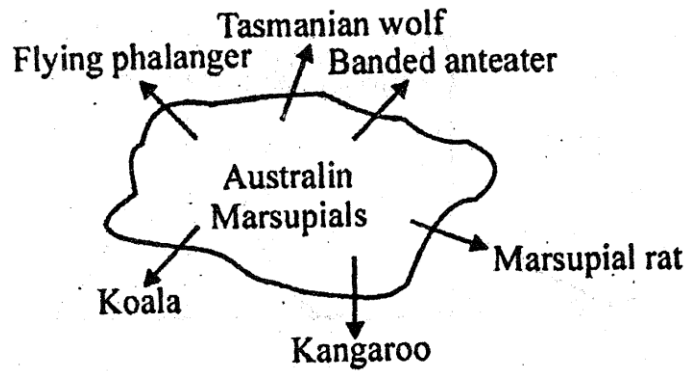 Tasmanian wolf
Flying phalanger
Banded anteater
Australin
Marsupials
Marsupial rat
Koala
Kangaroo